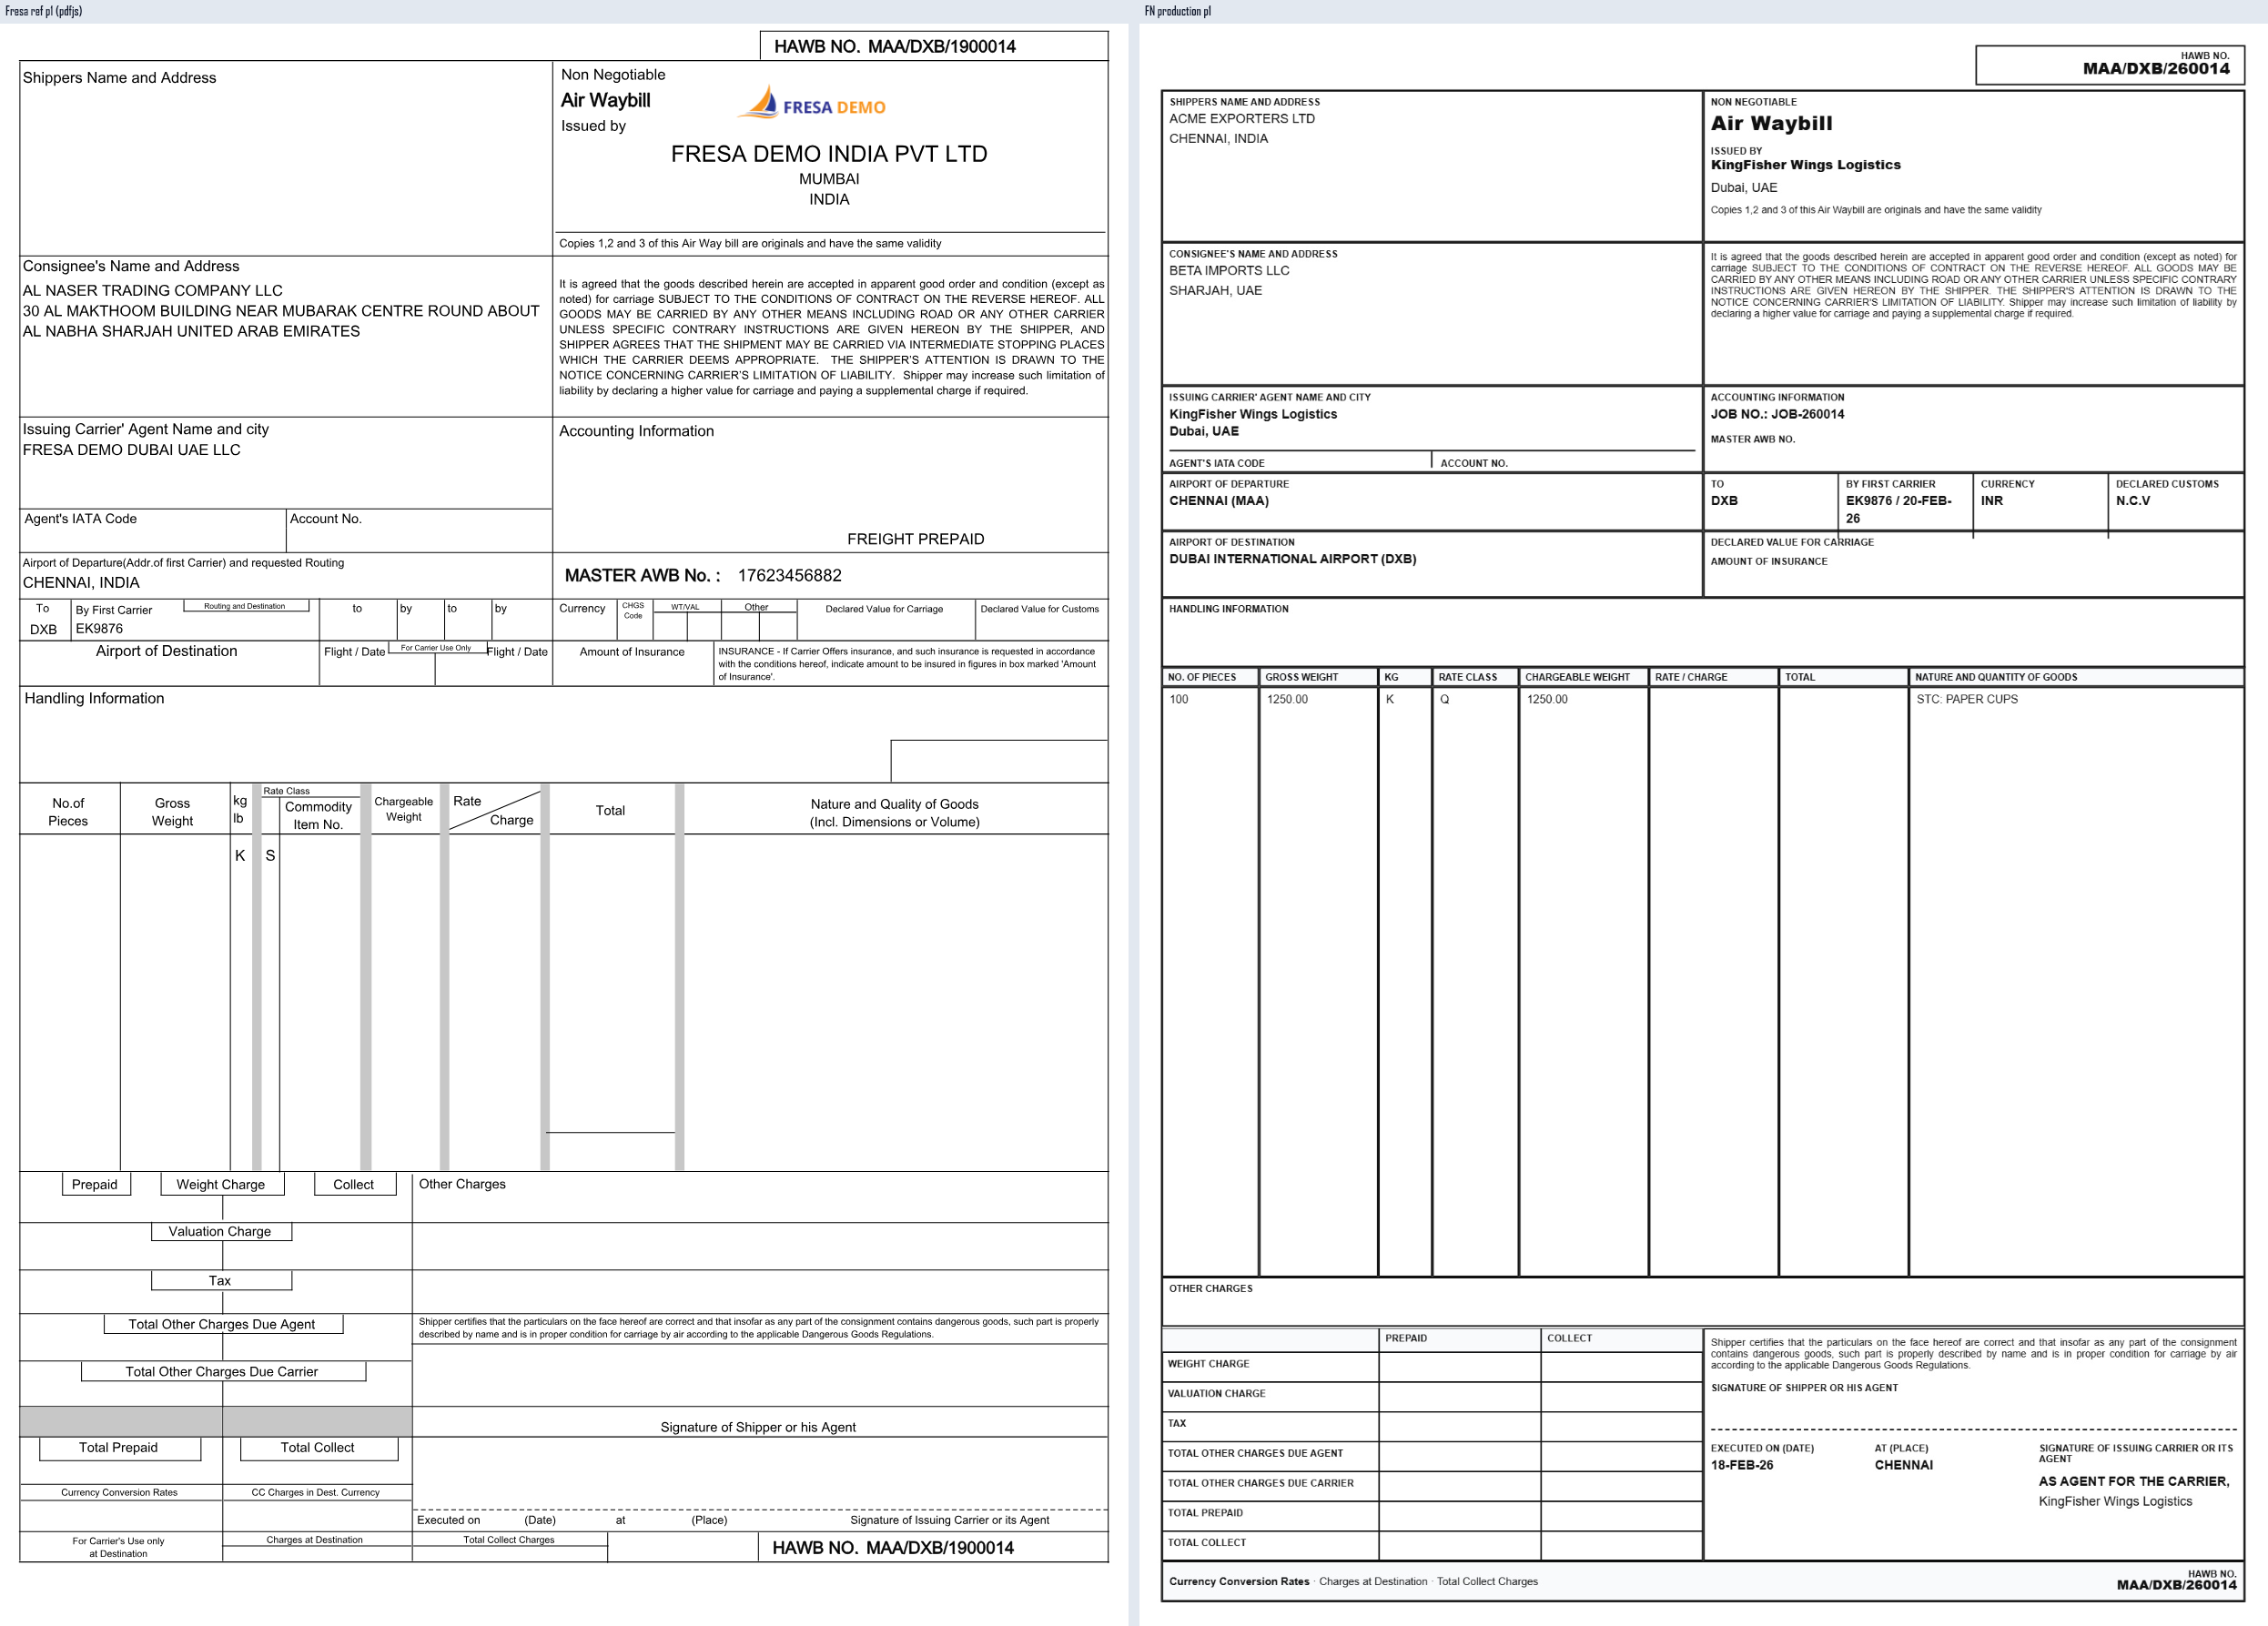 Fresa ref p1 (pdfjs)
HAWB NO. MAA/DXB/1900014
Shippers Name and Address
Non Negotiable
Air Waybill
Issued by
FRESA DEMO
FRESA DEMO INDIA PVT LTD
MUMBAI
INDIA
Copies 1,2 and 3 of this Air Way bill are originals and have the same validity
Consignee's Name and Address
AL NASER TRADING COMPANY LLC
30 AL MAKTHOOM BUILDING NEAR MUBARAK CENTRE ROUND ABOUT
AL NABHA SHARJAH UNITED ARAB EMIRATES
It is agreed that the goods described herein are accepted in apparent good order and condition (except as
noted) for carriage SUBJECT TO THE CONDITIONS OF CONTRACT ON THE REVERSE HEREOF. ALL
GOODS MAY BE CARRIED BY ANY OTHER MEANS INCLUDING ROAD OR ANY OTHER CARRIER
UNLESS SPECIFIC CONTRARY INSTRUCTIONS ARE GIVEN HEREON BY THE SHIPPER, AND
SHIPPER AGREES THAT THE SHIPMENT MAY BE CARRIED VIA INTERMEDIATE STOPPING PLACES
WHICH THE CARRIER DEEMS APPROPRIATE. THE SHIPPER'S ATTENTION IS DRAWN TO THE
NOTICE CONCERNING CARRIER'S LIMITATION OF LIABILITY. Shipper may increase such limitation of
liability by declaring a higher value for carriage and paying a supplemental charge if required.
Issuing Carrier' Agent Name and city
FRESA DEMO DUBAI UAE LLC
Accounting Information
Agent's IATA Code
Account No.
FREIGHT PREPAID
Airport of Departure(Addr.of first Carrier) and requested Routing
CHENNAI, INDIA
MASTER AWB No. : 17623456882
To
By First Carrier
Routing and Destination
to
by
to
by
Currency
CHGS
Code
WT/VAL
Other
Declared Value for Carriage
Declared Value for Customs
DXB
EK9876
Airport of Destination
Flight / Date
For Carrier Use Only
Flight / Date
Amount of Insurance
INSURANCE - If Carrier Offers insurance, and such insurance is requested in accordance
with the conditions hereof, indicate amount to be insured in figures in box marked 'Amount
of Insurance'.
Handling Information
No.of
Pieces
Gross
Weight
kg
lb
Rate Class
Commodity
Item No.
Chargeable
Weight
Rate
Charge
Total
Nature and Quality of Goods
(Incl. Dimensions or Volume)
K
S
Prepaid
Weight Charge
Collect
Other Charges
Valuation Charge
Tax
Total Other Charges Due Agent
Shipper certifies that the particulars on the face hereof are correct and that insofar as any part of the consignment contains dangerous goods, such part is properly
described by name and is in proper condition for carriage by air according to the applicable Dangerous Goods Regulations.
Total Other Charges Due Carrier
Signature of Shipper or his Agent
Total Prepaid
Total Collect
Currency Conversion Rates
CC Charges in Dest. Currency
Executed on
(Date)
at
(Place)
Signature of Issuing Carrier or its Agent
For Carrier's Use only
at Destination
Charges at Destination
Total Collect Charges
HAWB NO. MAA/DXB/1900014
FN production p1
HAWB NO.
MAA/DXB/260014
SHIPPERS NAME AND ADDRESS
ACME EXPORTERS LTD
CHENNAI, INDIA
NON NEGOTIABLE
Air Waybill
ISSUED BY
KingFisher Wings Logistics
Dubai, UAE
Copies 1,2 and 3 of this Air Waybill are originals and have the same validity
CONSIGNEE'S NAME AND ADDRESS
BETA IMPORTS LLC
SHARJAH, UAE
It is agreed that the goods described herein are accepted in apparent good order and condition (except as noted) for
carriage SUBJECT TO THE CONDITIONS OF CONTRACT ON THE REVERSE HEREOF. ALL GOODS MAY BE
CARRIED BY ANY OTHER MEANS INCLUDING ROAD OR ANY OTHER CARRIER UNLESS SPECIFIC CONTRARY
INSTRUCTIONS ARE GIVEN HEREON BY THE SHIPPER. THE SHIPPER'S ATTENTION IS DRAWN TO THE
NOTICE CONCERNING CARRIER'S LIMITATION OF LIABILITY. Shipper may increase such limitation of liability by
declaring a higher value for carriage and paying a supplemental charge if required.
ISSUING CARRIER' AGENT NAME AND CITY
KingFisher Wings Logistics
Dubai, UAE
ACCOUNTING INFORMATION
JOB NO.: JOB-260014
MASTER AWB NO.
AGENT'S IATA CODE
ACCOUNT NO.
AIRPORT OF DEPARTURE
CHENNAI (MAA)
TO
DXB
BY FIRST CARRIER
EK9876 / 20-FEB-
26
CURRENCY
INR
DECLARED CUSTOMS
N.C.V
AIRPORT OF DESTINATION
DUBAI INTERNATIONAL AIRPORT (DXB)
DECLARED VALUE FOR CARRIAGE
AMOUNT OF INSURANCE
HANDLING INFORMATION
NO. OF PIECES
GROSS WEIGHT
KG
RATE CLASS
CHARGEABLE WEIGHT
RATE / CHARGE
TOTAL
NATURE AND QUANTITY OF GOODS
100
1250.00
K
Q
1250.00
STC: PAPER CUPS
OTHER CHARGES
PREPAID
COLLECT
WEIGHT CHARGE
VALUATION CHARGE
TAX
TOTAL OTHER CHARGES DUE AGENT
TOTAL OTHER CHARGES DUE CARRIER
TOTAL PREPAID
TOTAL COLLECT
Shipper certifies that the particulars on the face hereof are correct and that insofar as any part of the consignment
contains dangerous goods, such part is properly described by name and is in proper condition for carriage by air
according to the applicable Dangerous Goods Regulations.
SIGNATURE OF SHIPPER OR HIS AGENT
EXECUTED ON (DATE)
18-FEB-26
AT (PLACE)
CHENNAI
SIGNATURE OF ISSUING CARRIER OR ITS
AGENT
AS AGENT FOR THE CARRIER,
KingFisher Wings Logistics
Currency Conversion Rates · Charges at Destination · Total Collect Charges
HAWB NO.
MAA/DXB/260014